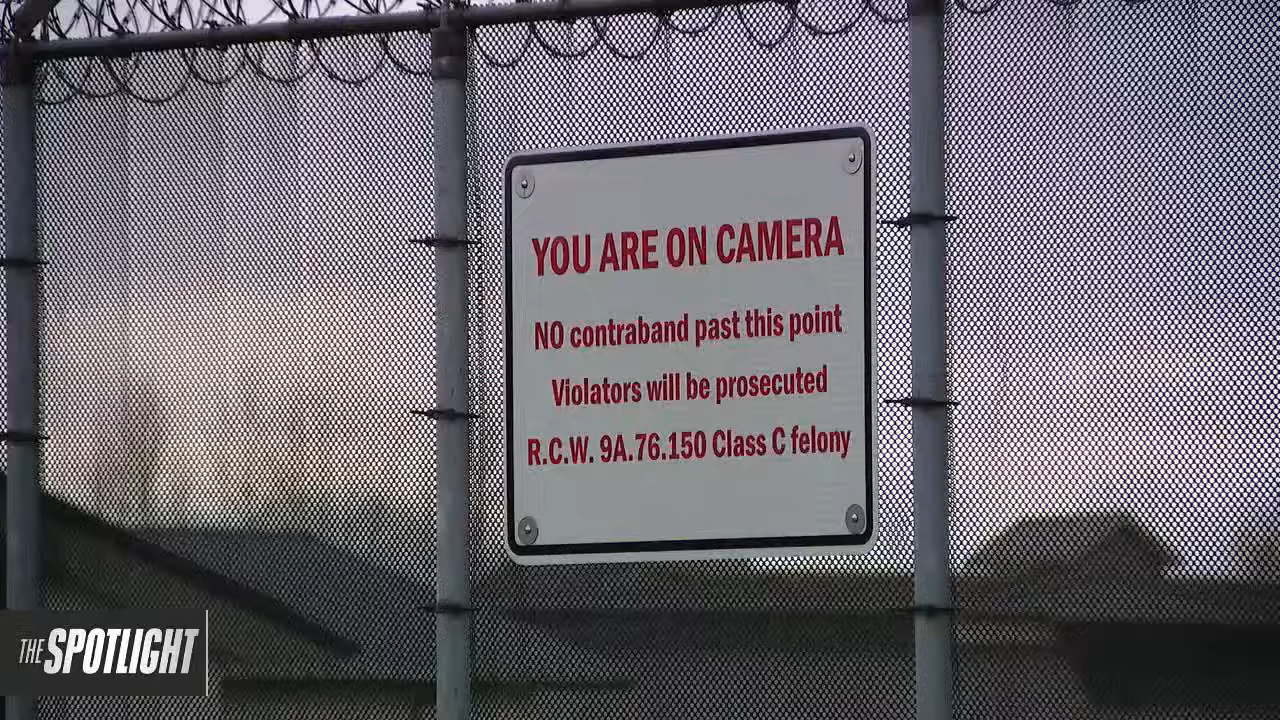 YOU ARE ON CAMERA
NO contraband past this point
Violators will be prosecuted
R.C.W. 9A.76.150 Class C felony
THE SPOTLIGHT